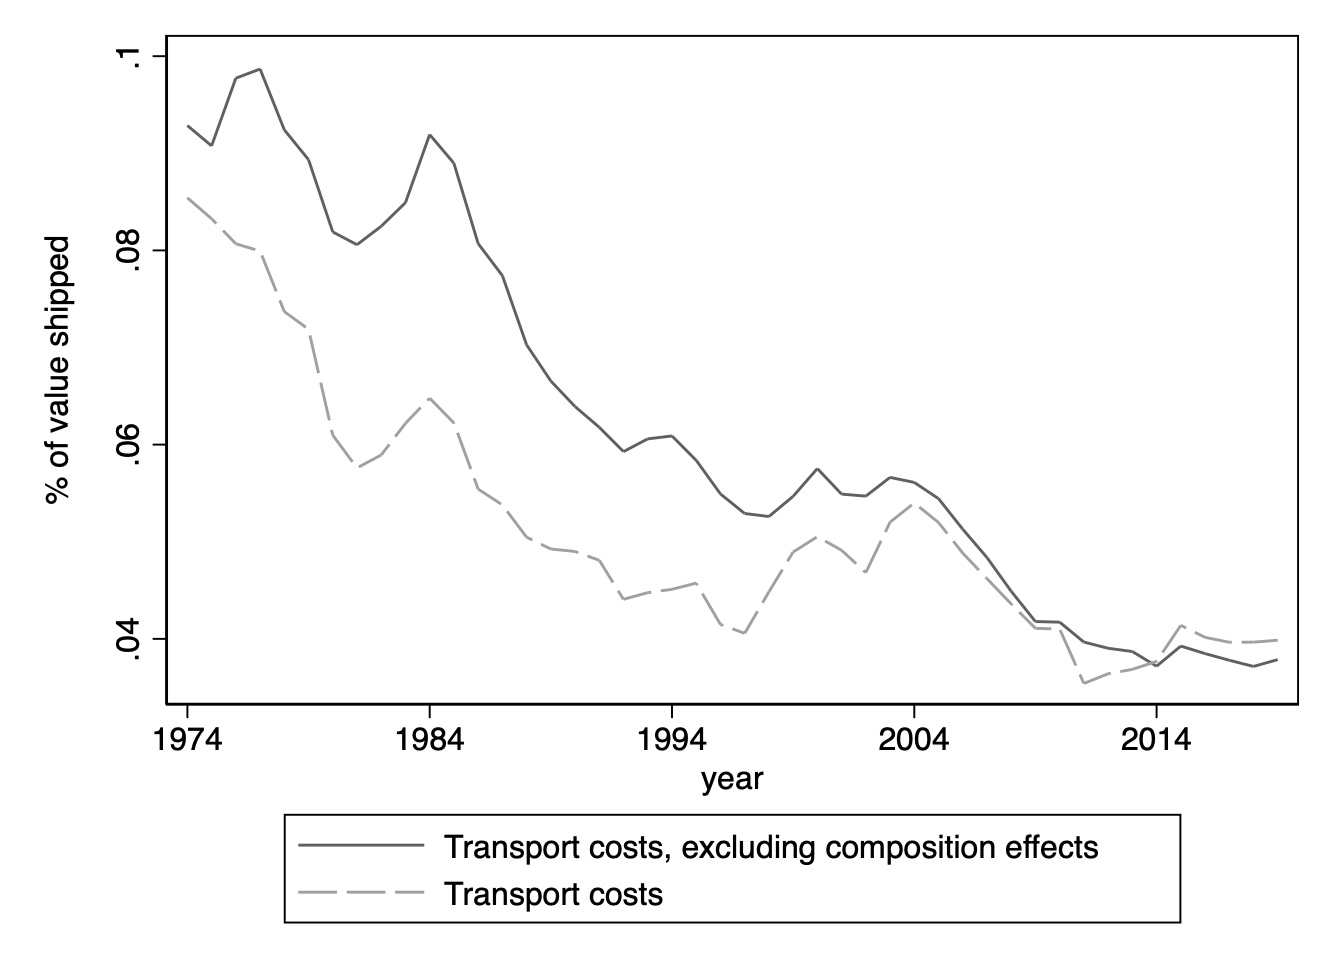 % of value shipped
.1
.08
.06
.04
1974 1984 1994 2004 2014
year
Transport costs, excluding composition effects
Transport costs